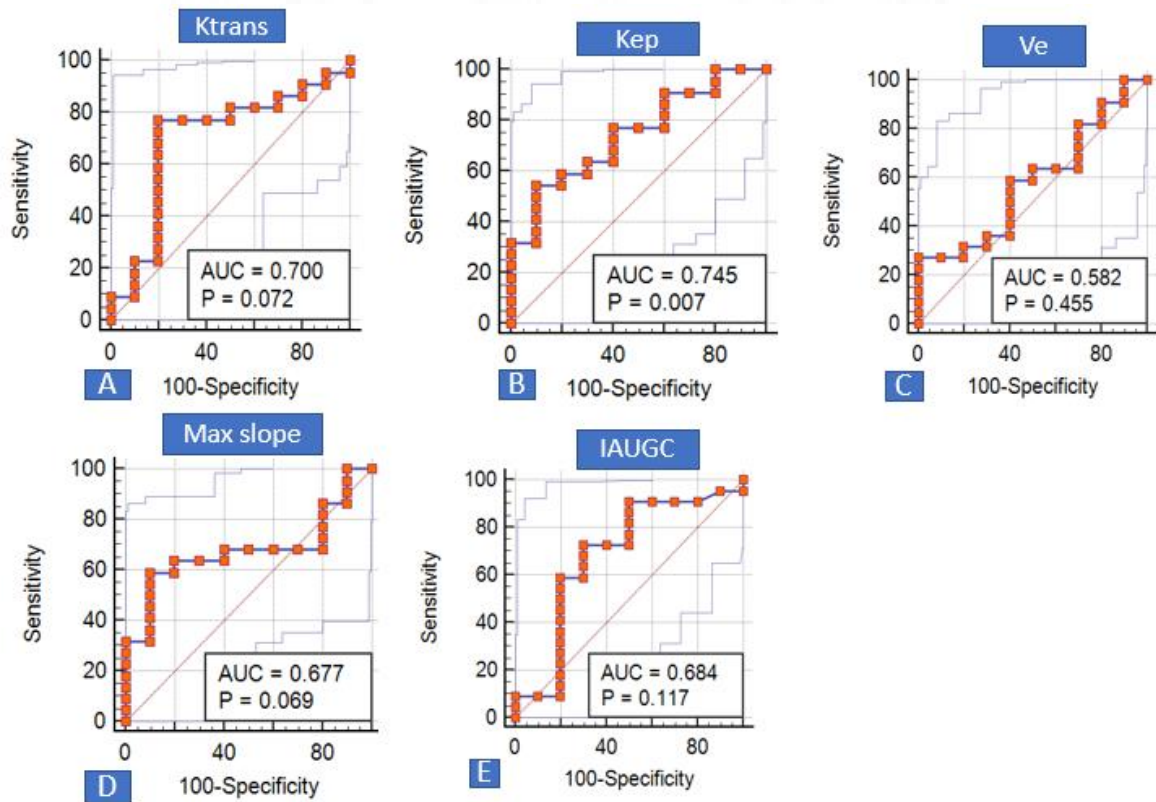 Ktrans
Sensitivity
100
80
60
40
20
0
AUC = 0.700
P = 0.072
0 40 80
100-Specificity
A
Kep
Sensitivity
100
80
60
40
20
0
AUC = 0.745
P = 0.007
0 40 80
100-Specificity
B
Ve
Sensitivity
100
80
60
40
20
0
AUC = 0.582
P = 0.455
0 40 80
100-Specificity
C
Max slope
Sensitivity
100
80
60
40
20
0
AUC = 0.677
P = 0.069
0 40 80
100-Specificity
D
IAUGC
Sensitivity
100
80
60
40
20
0
AUC = 0.684
P = 0.117
0 40 80
100-Specificity
E